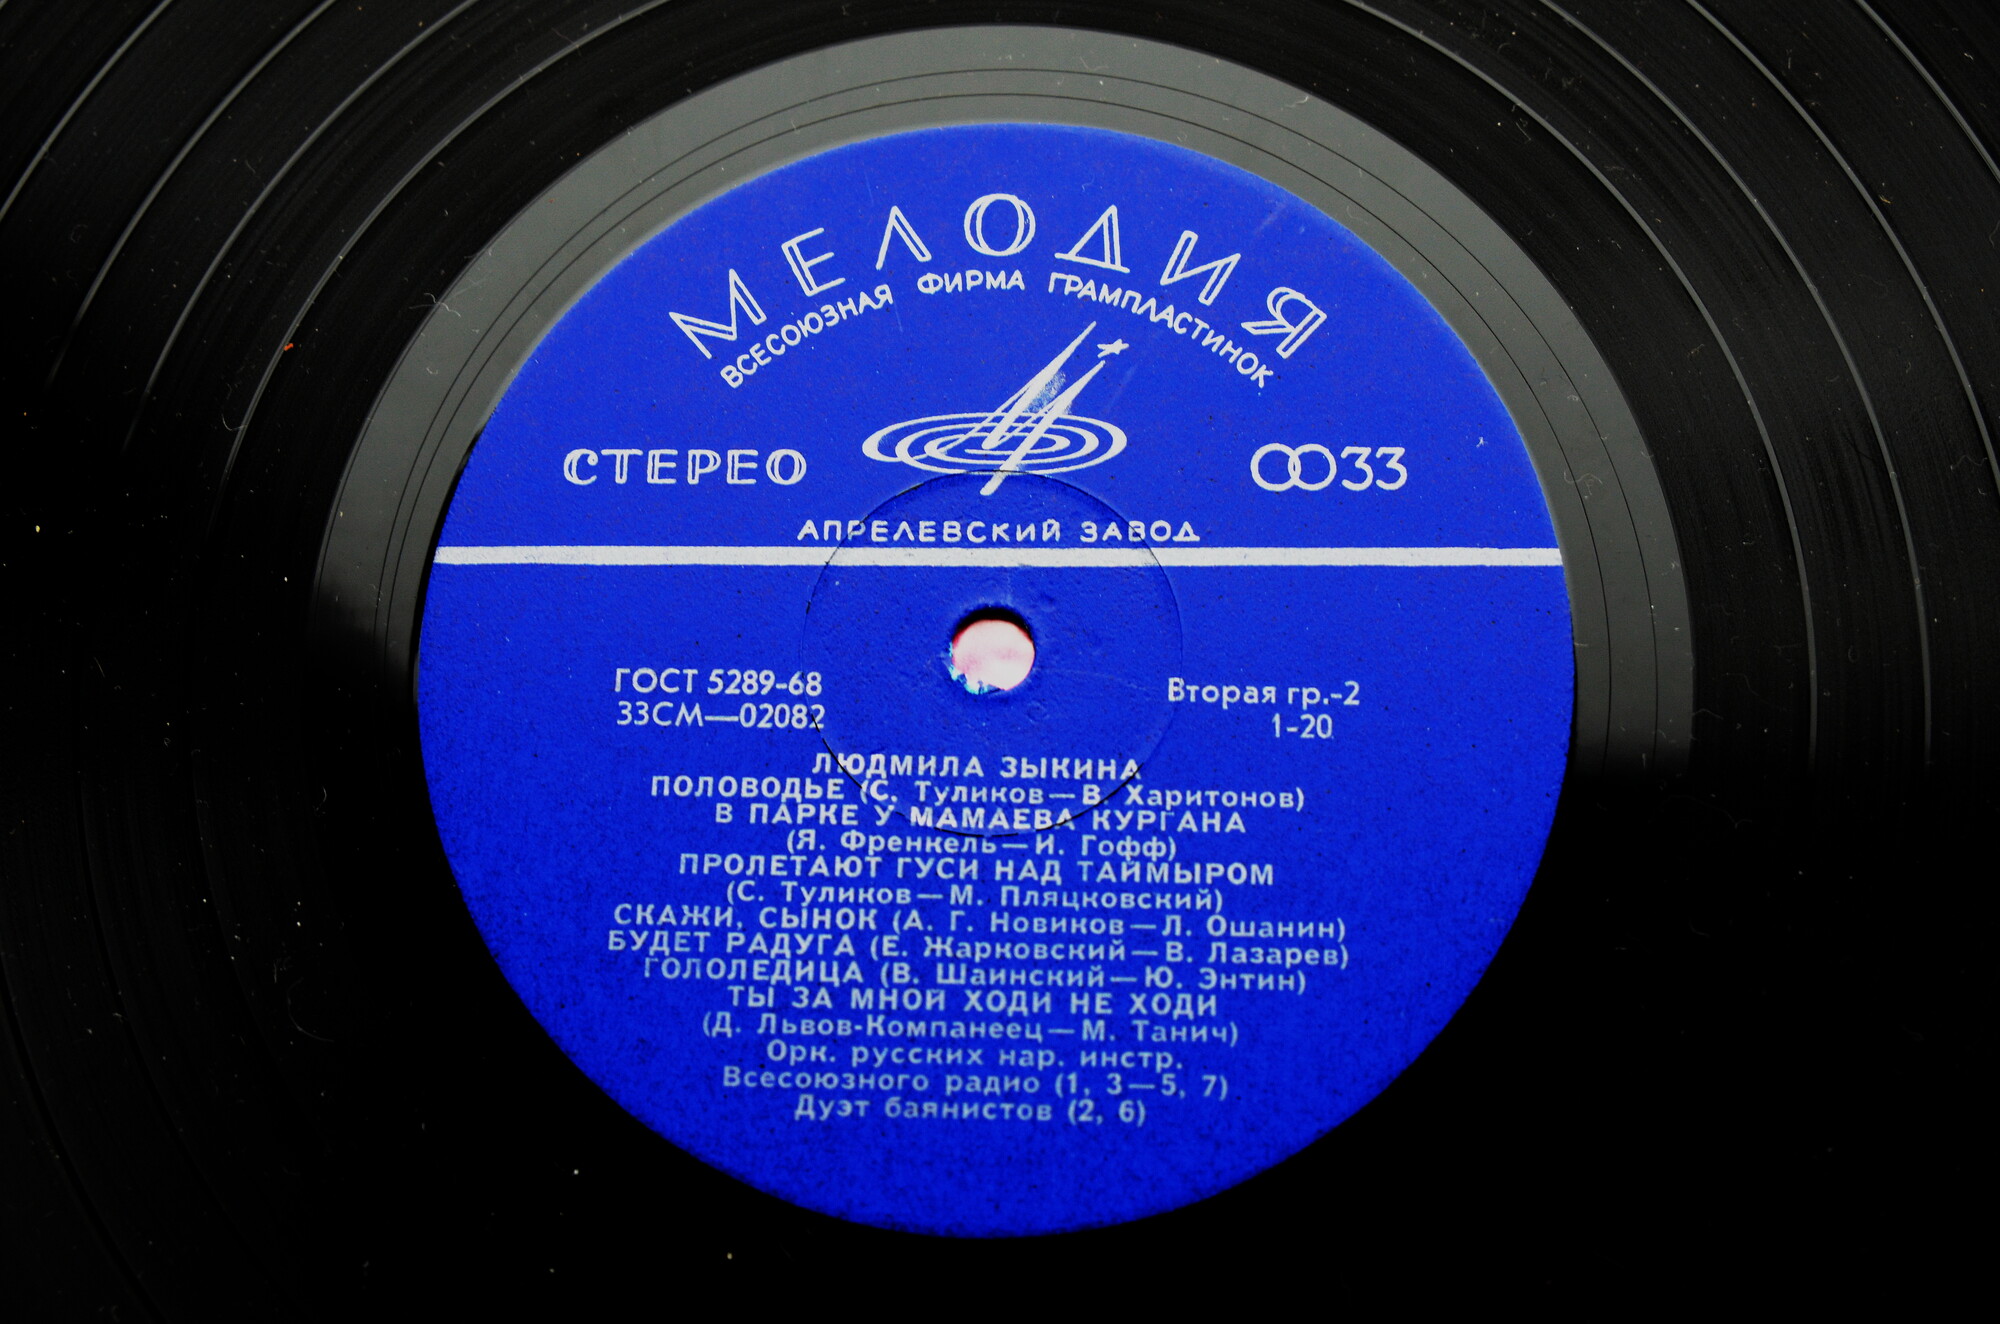 МЕЛОДИЯ
ВСЕСОЮЗНАЯ ФИРМА ГРАМПЛАСТИНОК
СТЕРЕО
33
АПРЕЛЕВСКИЙ ЗАВОД
ГОСТ 5289-68
33СМ—02082
Вторая гр.-2
1-20
ЛЮДМИЛА ЗЫКИНА
ПОЛОВОДЬЕ (С. Туликов—В. Харитонов)
В ПАРКЕ У МАМАЕВА КУРГАНА
(Я. Френкель—И. Гофф)
ПРОЛЕТАЮТ ГУСИ НАД ТАЙМЫРОМ
(С. Туликов—М. Пляцковский)
СКАЖИ, СЫНОК (А. Г. Новиков—Л. Ошанин)
БУДЕТ РАДУГА (Е. Жарковский—В. Лазарев)
ГОЛОЛЕДИЦА (В. Шаинский—Ю. Энтин)
ТЫ ЗА МНОЙ ХОДИ НЕ ХОДИ
(Д. Львов-Компанеец—М. Танич)
Орк. русских нар. инстр.
Всесоюзного радио (1, 3—5, 7)
Дуэт баянистов (2, 6)